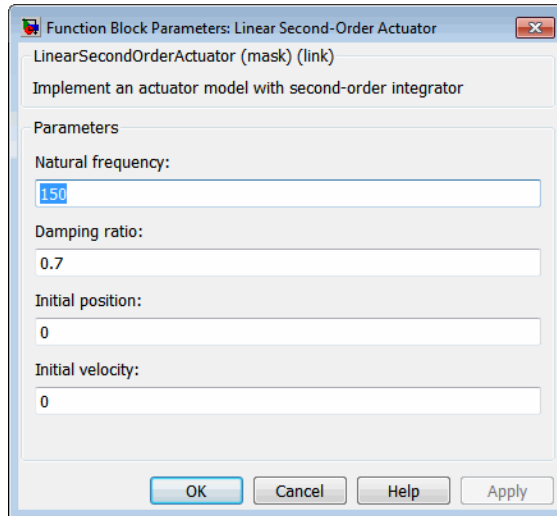 Function Block Parameters: Linear Second-Order Actuator
LinearSecondOrderActuator (mask) (link)
Implement an actuator model with second-order integrator
Parameters
Natural frequency:
150
Damping ratio:
0.7
Initial position:
0
Initial velocity:
0
OK Cancel Help Apply